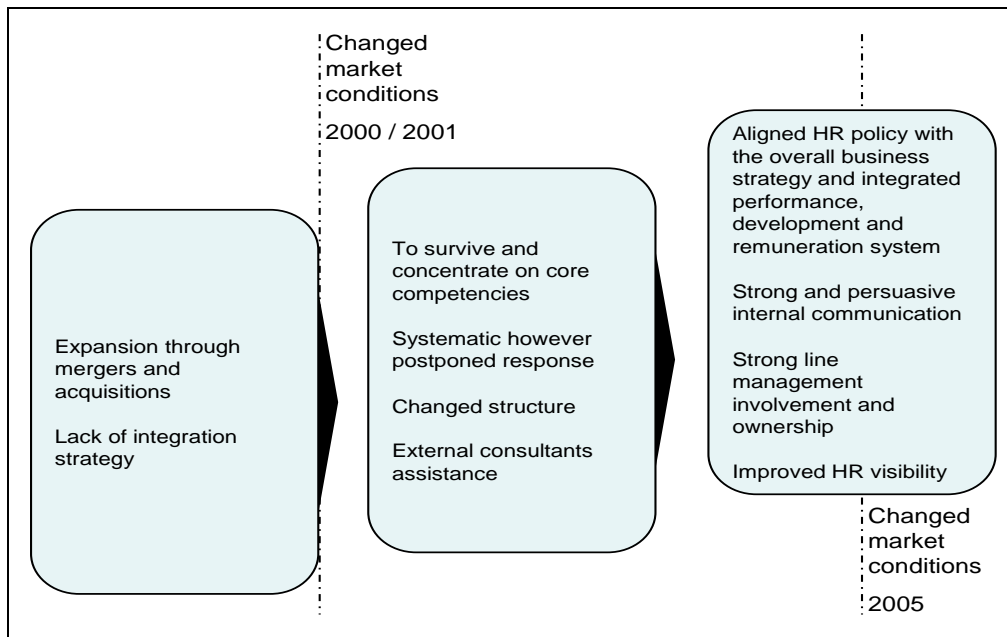 Changed
market
conditions
2000 / 2001
Expansion through
mergers and
acquisitions
Lack of integration
strategy
To survive and
concentrate on core
competencies
Systematic however
postponed response
Changed structure
External consultants
assistance
Aligned HR policy with
the overall business
strategy and integrated
performance,
development and
remuneration system
Strong and persuasive
internal communication
Strong line
management
involvement and
ownership
Improved HR visibility
Changed
market
conditions
2005